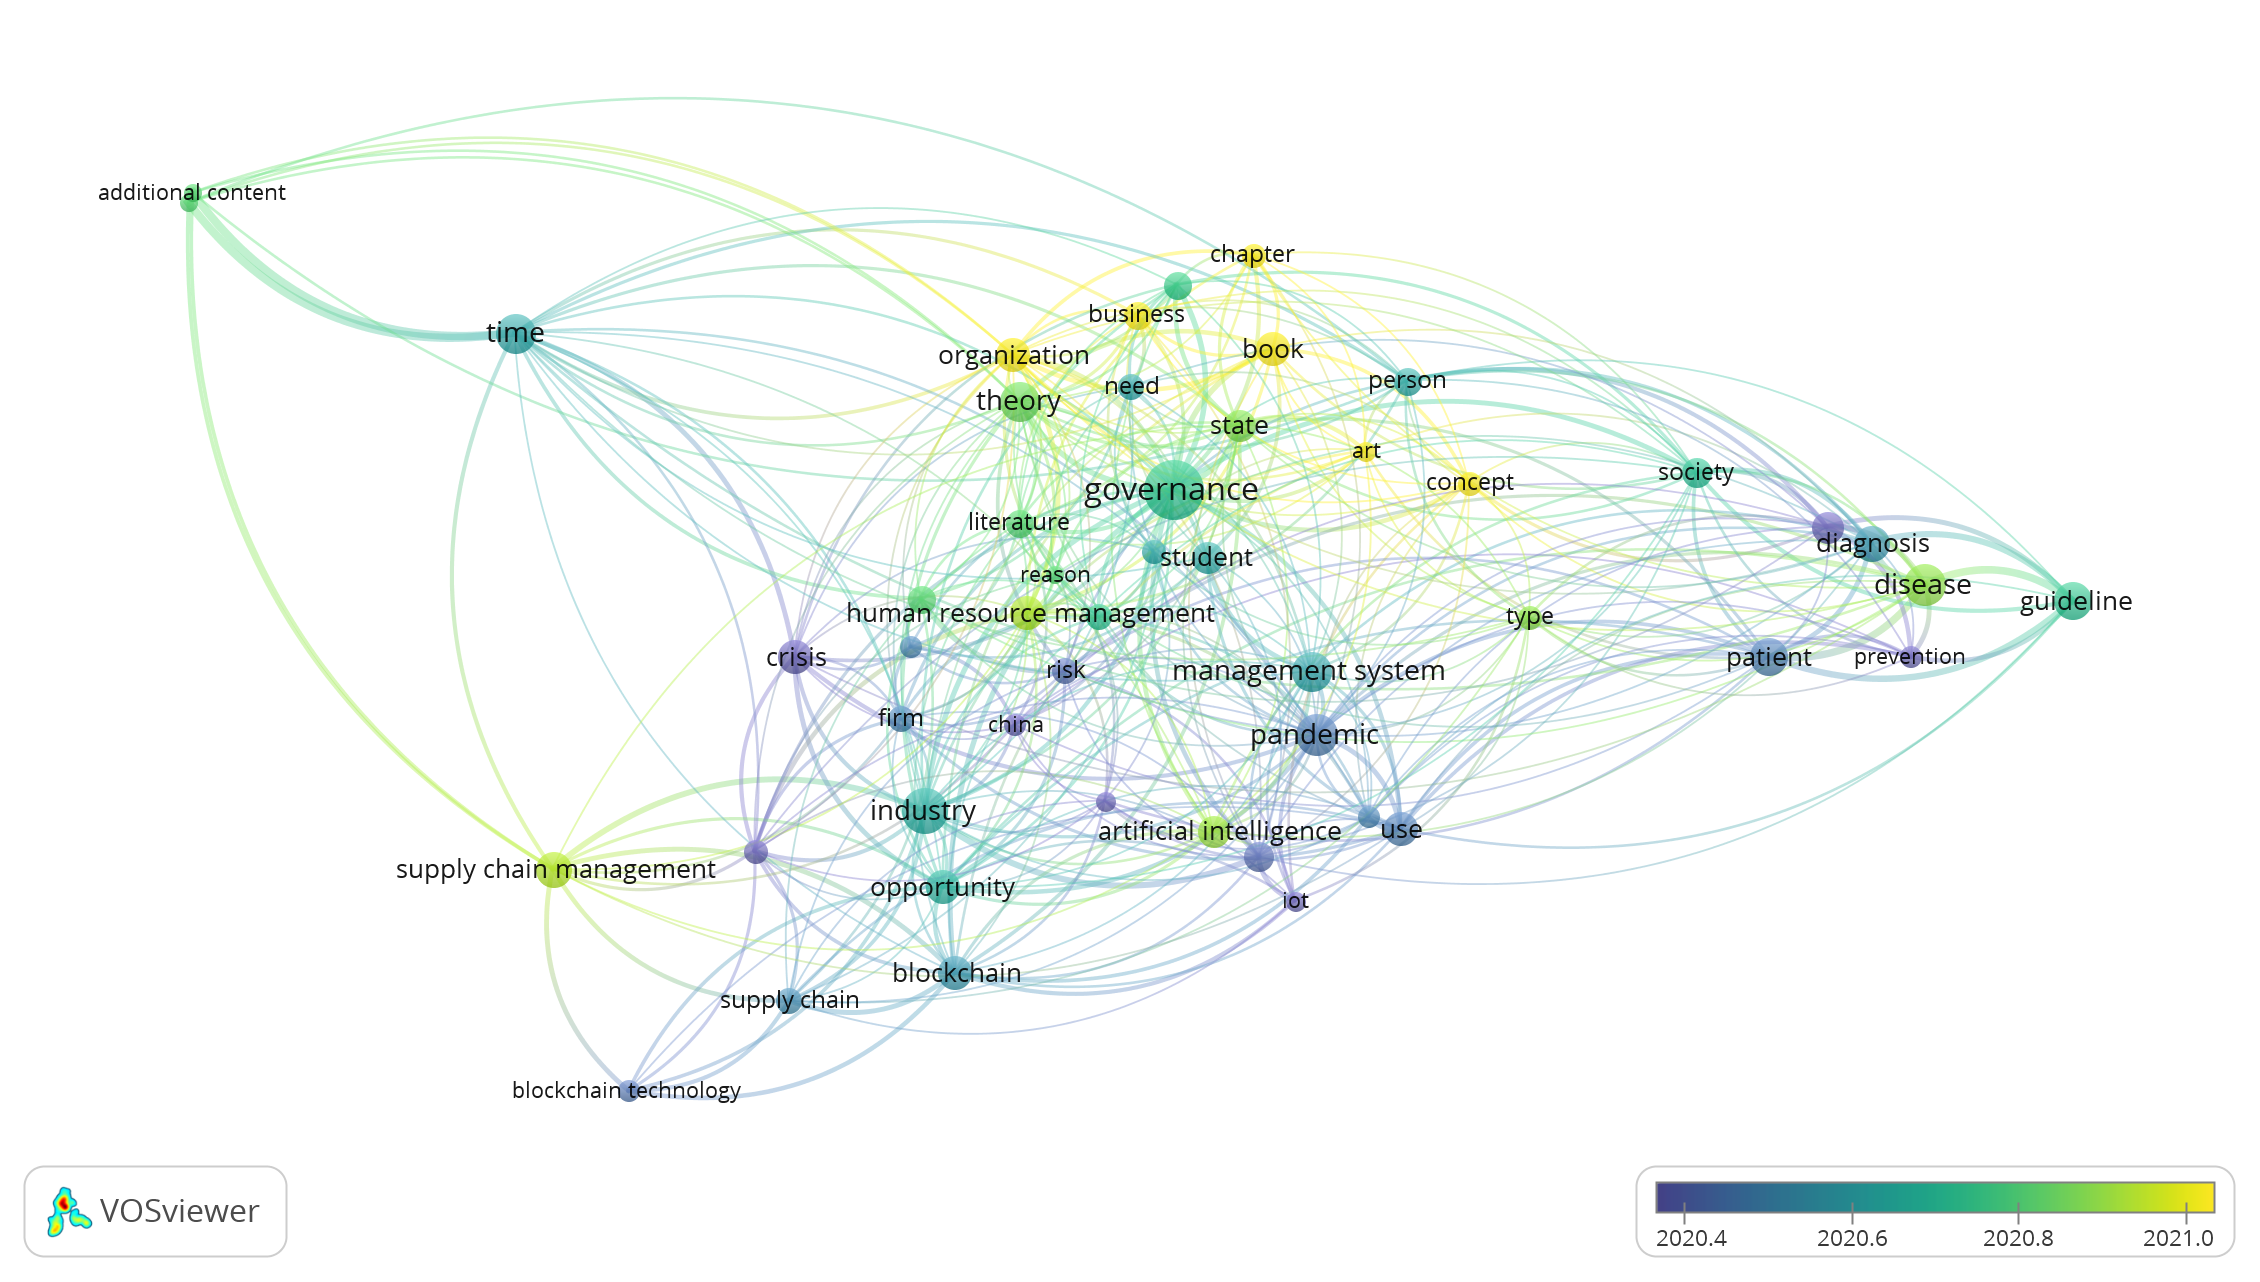 additional content
chapter
business
time
organization
book
need
person
theory
state
art
governance
society
concept
literature
diagnosis
student
reason
disease
guideline
human resource management
type
crisis
risk
management system
patient
prevention
firm
china
pandemic
industry
artificial intelligence
use
supply chain management
opportunity
iot
blockchain
supply chain
blockchain technology
VOSviewer
2020.4
2020.6
2020.8
2021.0